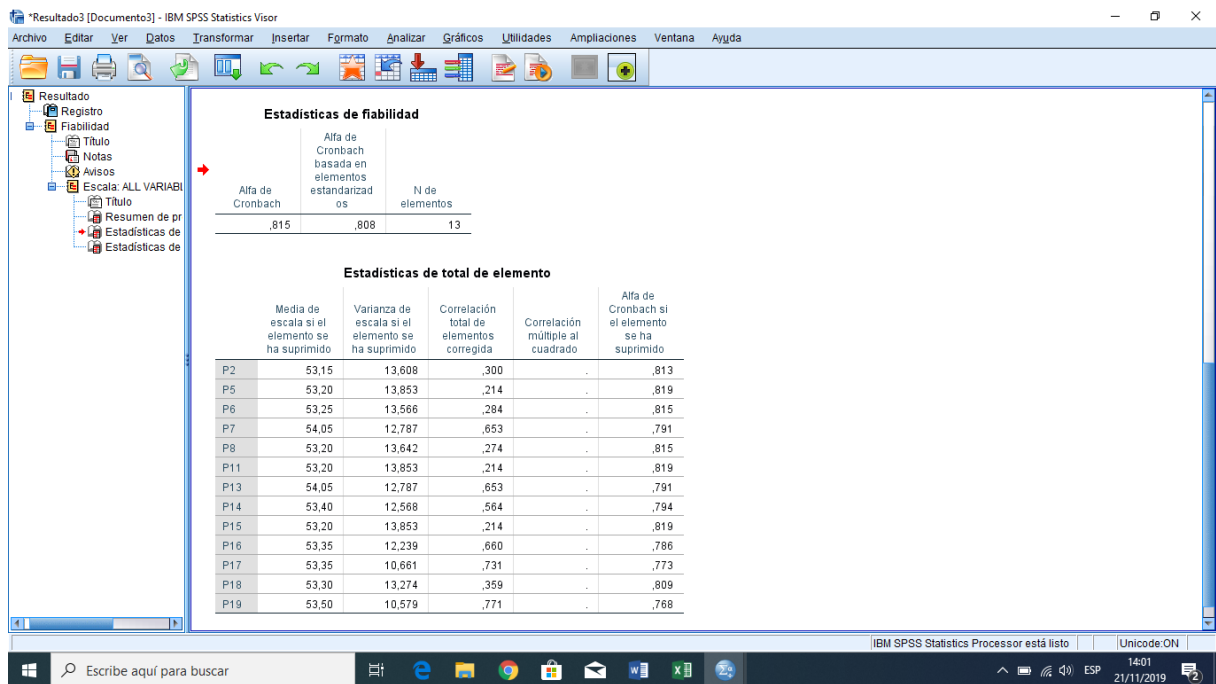 *Resultado3 [Documento3] - IBM SPSS Statistics Visor
Archivo Editar Ver Datos Transformar Insertar Formato Analizar Gráficos Utilidades Ampliaciones Ventana Ayuda
Resultado
Registro
Fiabilidad
Título
Notas
Avisos
Escala: ALL VARIABL
Título
Resumen de pr
Estadísticas de
Estadísticas de
Estadísticas de fiabilidad
Alfa de
Cronbach
Alfa de
Cronbach
basada en
elementos
estandarizad
os
N de
elementos
,815 ,808 13
Estadísticas de total de elemento
Media de
escala si el
elemento se
ha suprimido
Varianza de
escala si el
elemento se
ha suprimido
Correlación
total de
elementos
corregida
Correlación
múltiple al
cuadrado
Alfa de
Cronbach si
el elemento
se ha
suprimido
P2 53,15 13,608 ,300 . ,813
P5 53,20 13,853 ,214 . ,819
P6 53,25 13,566 ,284 . ,815
P7 54,05 12,787 ,653 . ,791
P8 53,20 13,642 ,274 . ,815
P11 53,20 13,853 ,214 . ,819
P13 54,05 12,787 ,653 . ,791
P14 53,40 12,568 ,564 . ,794
P15 53,20 13,853 ,214 . ,819
P16 53,35 12,239 ,660 . ,786
P17 53,35 10,661 ,731 . ,773
P18 53,30 13,274 ,359 . ,809
P19 53,50 10,579 ,771 . ,768
IBM SPSS Statistics Processor está listo Unicode:ON
Escribe aquí para buscar
ESP
14:01
21/11/2019
2